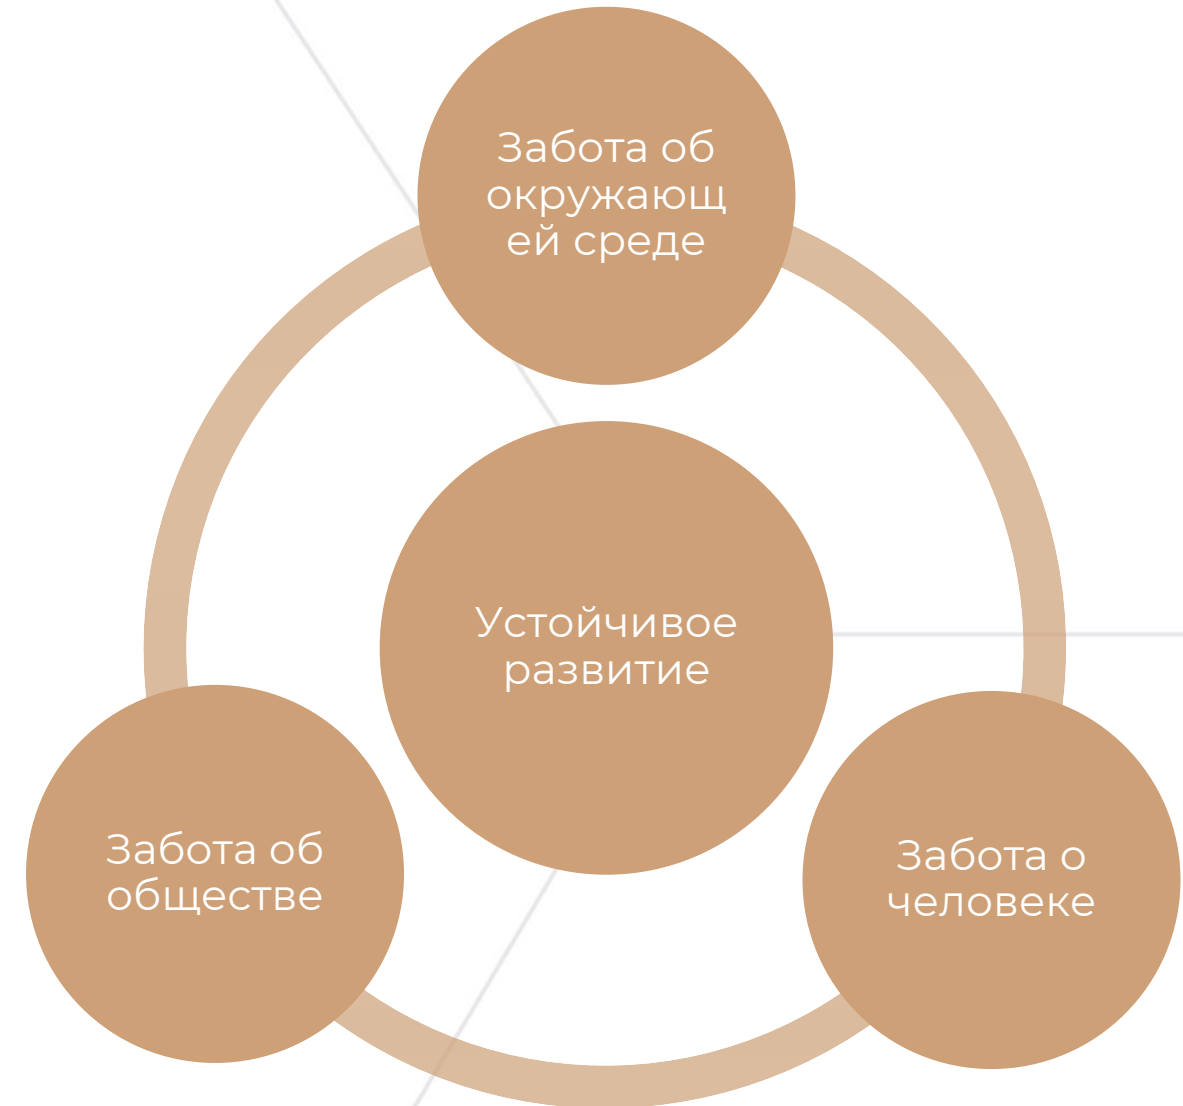 Забота об
окружающ
ей среде
Устойчивое
развитие
Забота об
обществе
Забота о
человеке